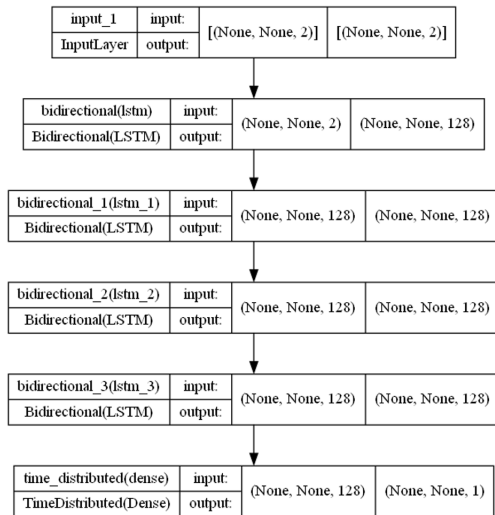 input_1 input: [(None, None, 2)] [(None, None, 2)]
InputLayer output:
bidirectional(lstm) input: (None, None, 2) (None, None, 128)
Bidirectional(LSTM) output:
bidirectional_1(lstm_1) input: (None, None, 128) (None, None, 128)
Bidirectional(LSTM) output:
bidirectional_2(lstm_2) input: (None, None, 128) (None, None, 128)
Bidirectional(LSTM) output:
bidirectional_3(lstm_3) input: (None, None, 128) (None, None, 128)
Bidirectional(LSTM) output:
time_distributed(dense) input: (None, None, 128) (None, None, 1)
TimeDistributed(Dense) output: